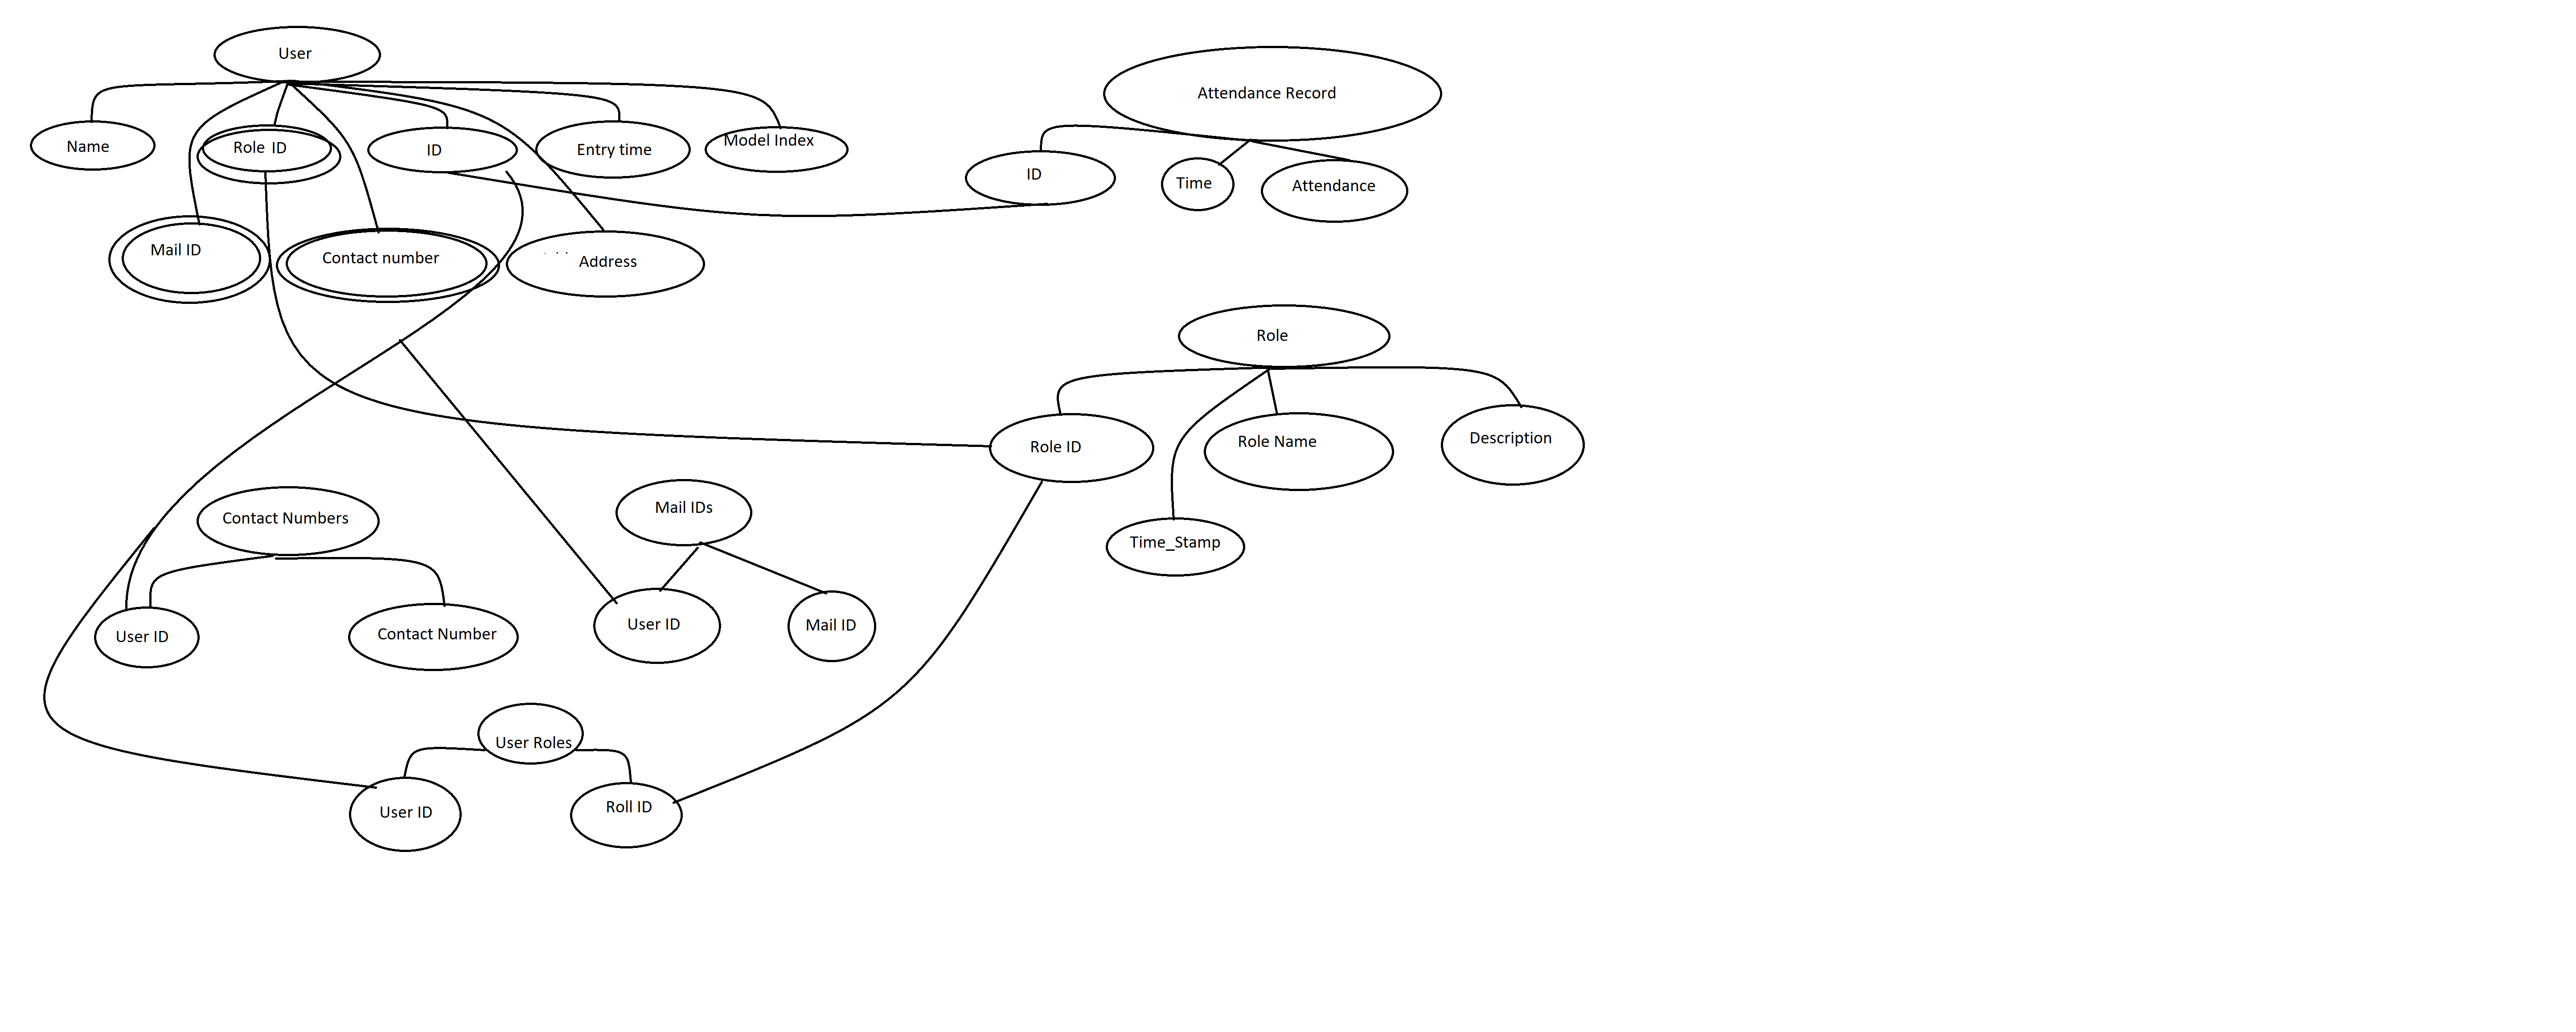 User
Attendance Record
Name
Role ID
ID
Entry time
Model Index
ID
Time
Attendance
Mail ID
Contact number
Address
Role
Role ID
Role Name
Description
Contact Numbers
Mail IDs
Time_Stamp
User ID
Contact Number
User ID
Mail ID
User Roles
User ID
Roll ID